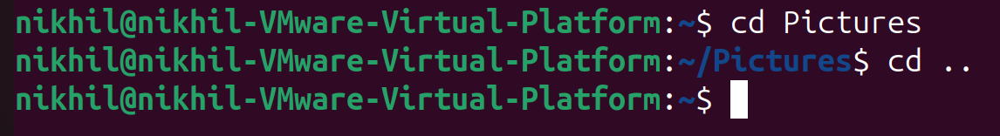 nikhil@nikhil-VMware-Virtual-Platform:~$ cd Pictures
nikhil@nikhil-VMware-Virtual-Platform:~/Pictures$ cd ..
nikhil@nikhil-VMware-Virtual-Platform:~$